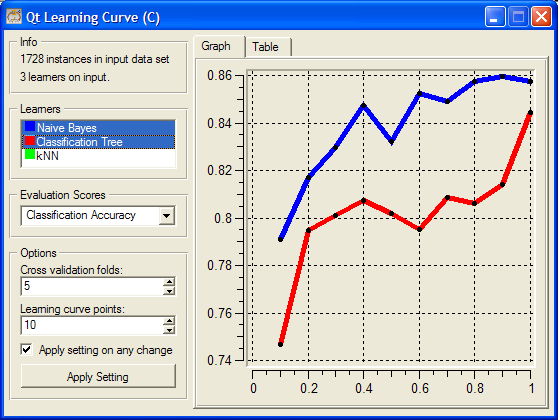 Qt Learning Curve (C)
Info
1728 instances in input data set
3 learners on input.
Learners
Naive Bayes
Classification Tree
kNN
Evaluation Scores
Classification Accuracy
Options
Cross validation folds:
5
Learning curve points:
10
Apply setting on any change
Apply Setting
Graph Table
0.86
0.84
0.82
0.8
0.78
0.76
0.74
0 0.2 0.4 0.6 0.8 1